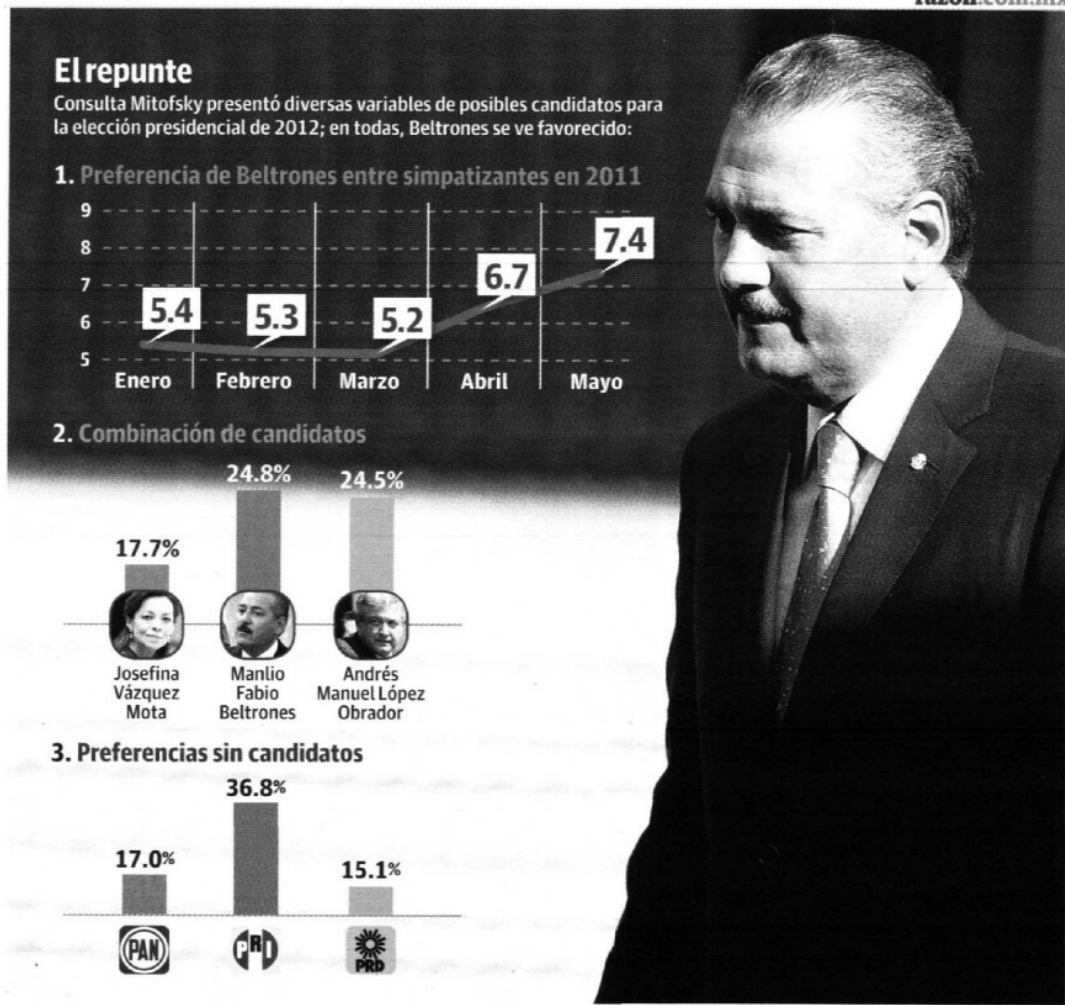 razon.com.mx
El repunte
Consulta Mitofsky presentó diversas variables de posibles candidatos para
la elección presidencial de 2012; en todas, Beltrones se ve favorecido:
1. Preferencia de Beltrones entre simpatizantes en 2011
9
8
7
6
5
5.4
5.3
5.2
6.7
7.4
Enero
Febrero
Marzo
Abril
Mayo
2. Combinación de candidatos
17.7%
24.8%
24.5%
Josefina
Vázquez
Mota
Manlio
Fabio
Beltrones
Andrés
Manuel López
Obrador
3. Preferencias sin candidatos
17.0%
36.8%
15.1%
PAN
PRI
PRD